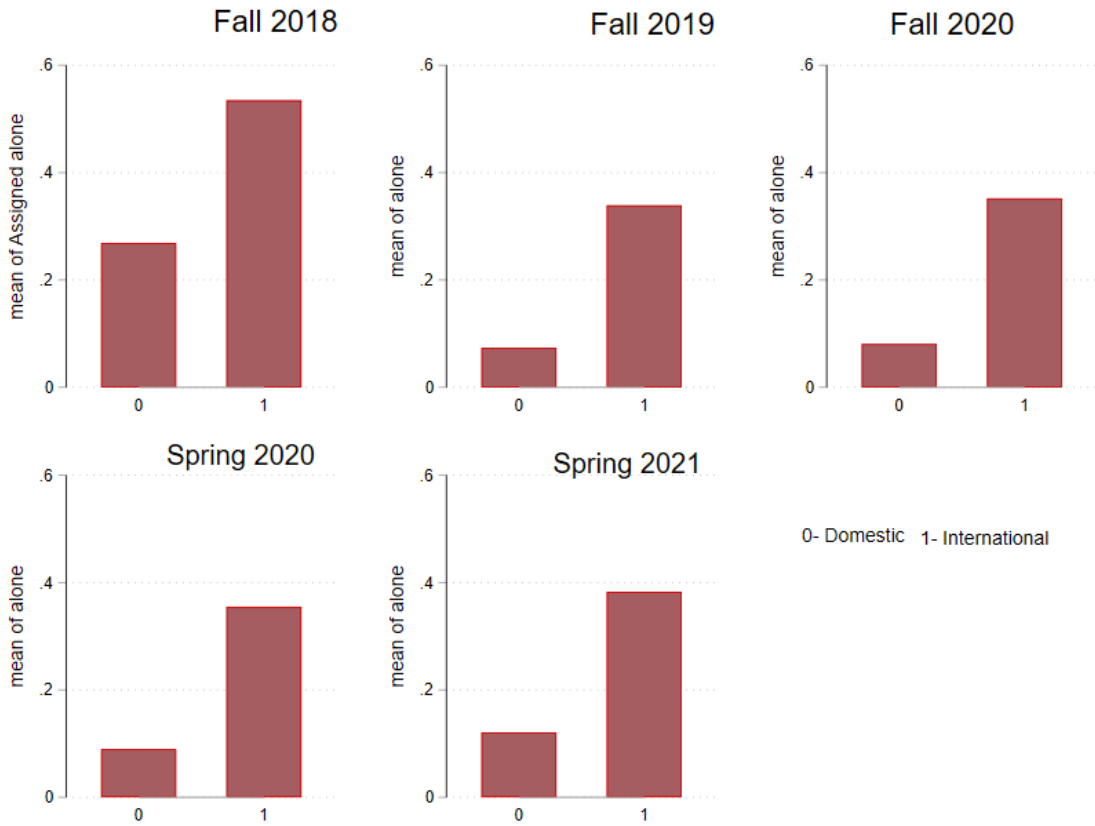 Fall 2018
mean of Assigned alone
.6
.4
.2
0
0 1
Fall 2019
mean of alone
.6
.4
.2
0
0 1
Fall 2020
mean of alone
.6
.4
.2
0
0 1
Spring 2020
mean of alone
.6
.4
.2
0
0 1
Spring 2021
mean of alone
.6
.4
.2
0
0 1
0- Domestic 1- International